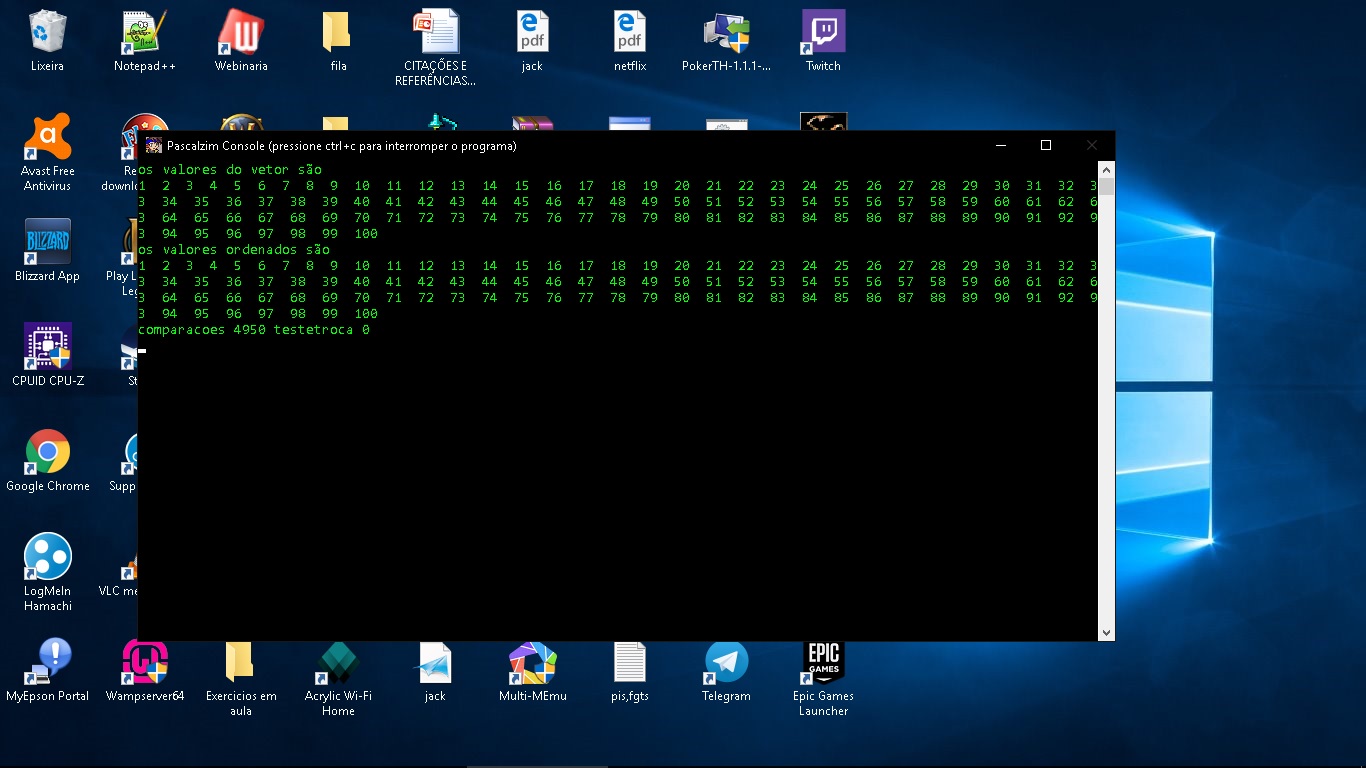 Lixeira
Notepad++
Webinaria
fila
CITAÇÕES E
REFERÊNCIAS...
pdf
jack
pdf
netflix
PokerTH-1.1.1-...
Twitch
Avast Free
Antivirus
Re
downlo
Pascalzim Console (pressione ctrl+c para interromper o programa)
os valores do vetor são
1 2 3 4 5 6 7 8 9 10 11 12 13 14 15 16 17 18 19 20 21 22 23 24 25 26 27 28 29 30 31 32 3
3 34 35 36 37 38 39 40 41 42 43 44 45 46 47 48 49 50 51 52 53 54 55 56 57 58 59 60 61 62 6
3 64 65 66 67 68 69 70 71 72 73 74 75 76 77 78 79 80 81 82 83 84 85 86 87 88 89 90 91 92 9
3 94 95 96 97 98 99 100
os valores ordenados são
1 2 3 4 5 6 7 8 9 10 11 12 13 14 15 16 17 18 19 20 21 22 23 24 25 26 27 28 29 30 31 32 3
3 34 35 36 37 38 39 40 41 42 43 44 45 46 47 48 49 50 51 52 53 54 55 56 57 58 59 60 61 62 6
3 64 65 66 67 68 69 70 71 72 73 74 75 76 77 78 79 80 81 82 83 84 85 86 87 88 89 90 91 92 9
3 94 95 96 97 98 99 100
comparacoes 4950 testetroca 0
BLIZZARD
Blizzard App
Play L
Leg
CPUID CPU-Z
St
Google Chrome
Supp
LogMeIn
Hamachi
VLC me
MyEpson Portal
Wampserver64
Exercicios em
aula
Acrylic Wi-Fi
Home
jack
Multi-MEmu
pis,fgts
Telegram
EPIC
GAMES
Epic Games
Launcher